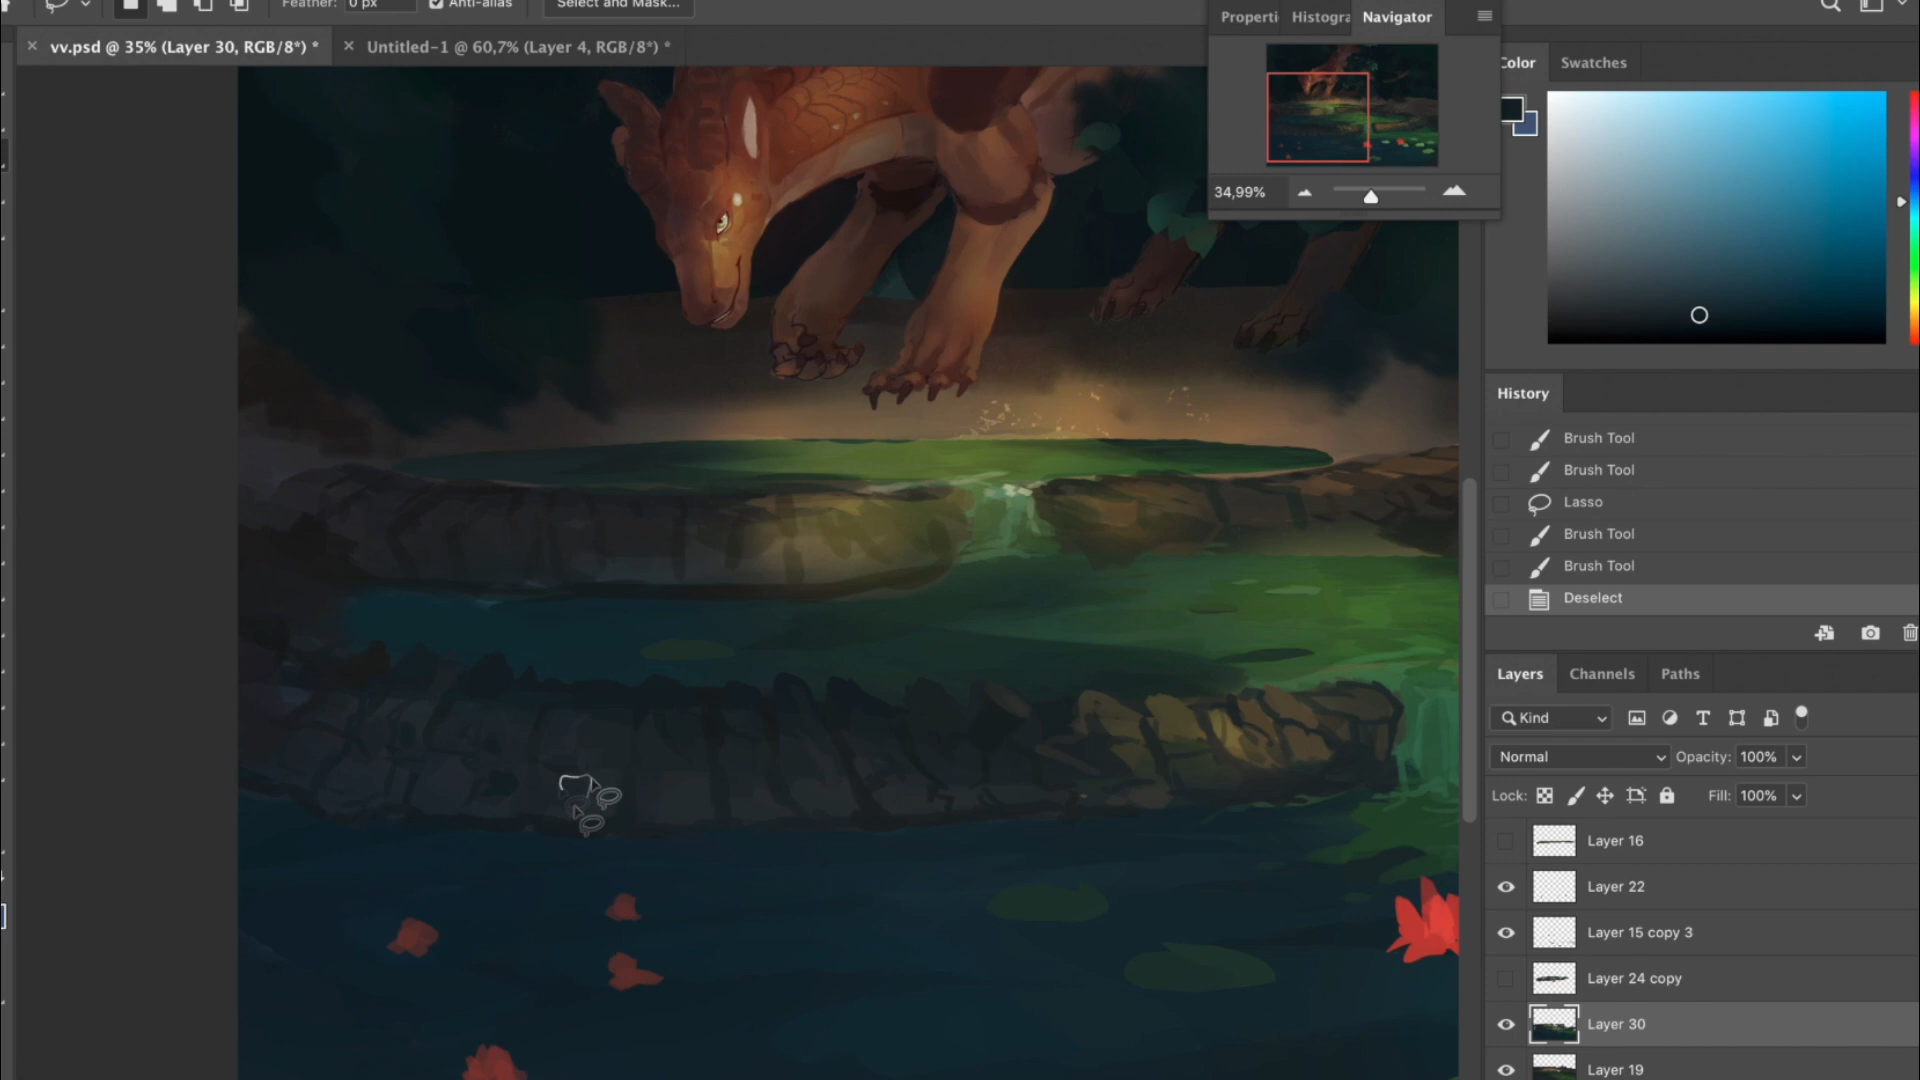 Feather: 0 px Anti-alias Select and Mask...
vv.psd @ 35% (Layer 30, RGB/8*) * Untitled-1 @ 60,7% (Layer 4, RGB/8*) *
Properti Histogra Navigator
34,99%
Color Swatches
History
Brush Tool
Brush Tool
Lasso
Brush Tool
Brush Tool
Deselect
Layers Channels Paths
Kind
Normal Opacity: 100%
Lock: Fill: 100%
Layer 16
Layer 22
Layer 15 copy 3
Layer 24 copy
Layer 30
Layer 19